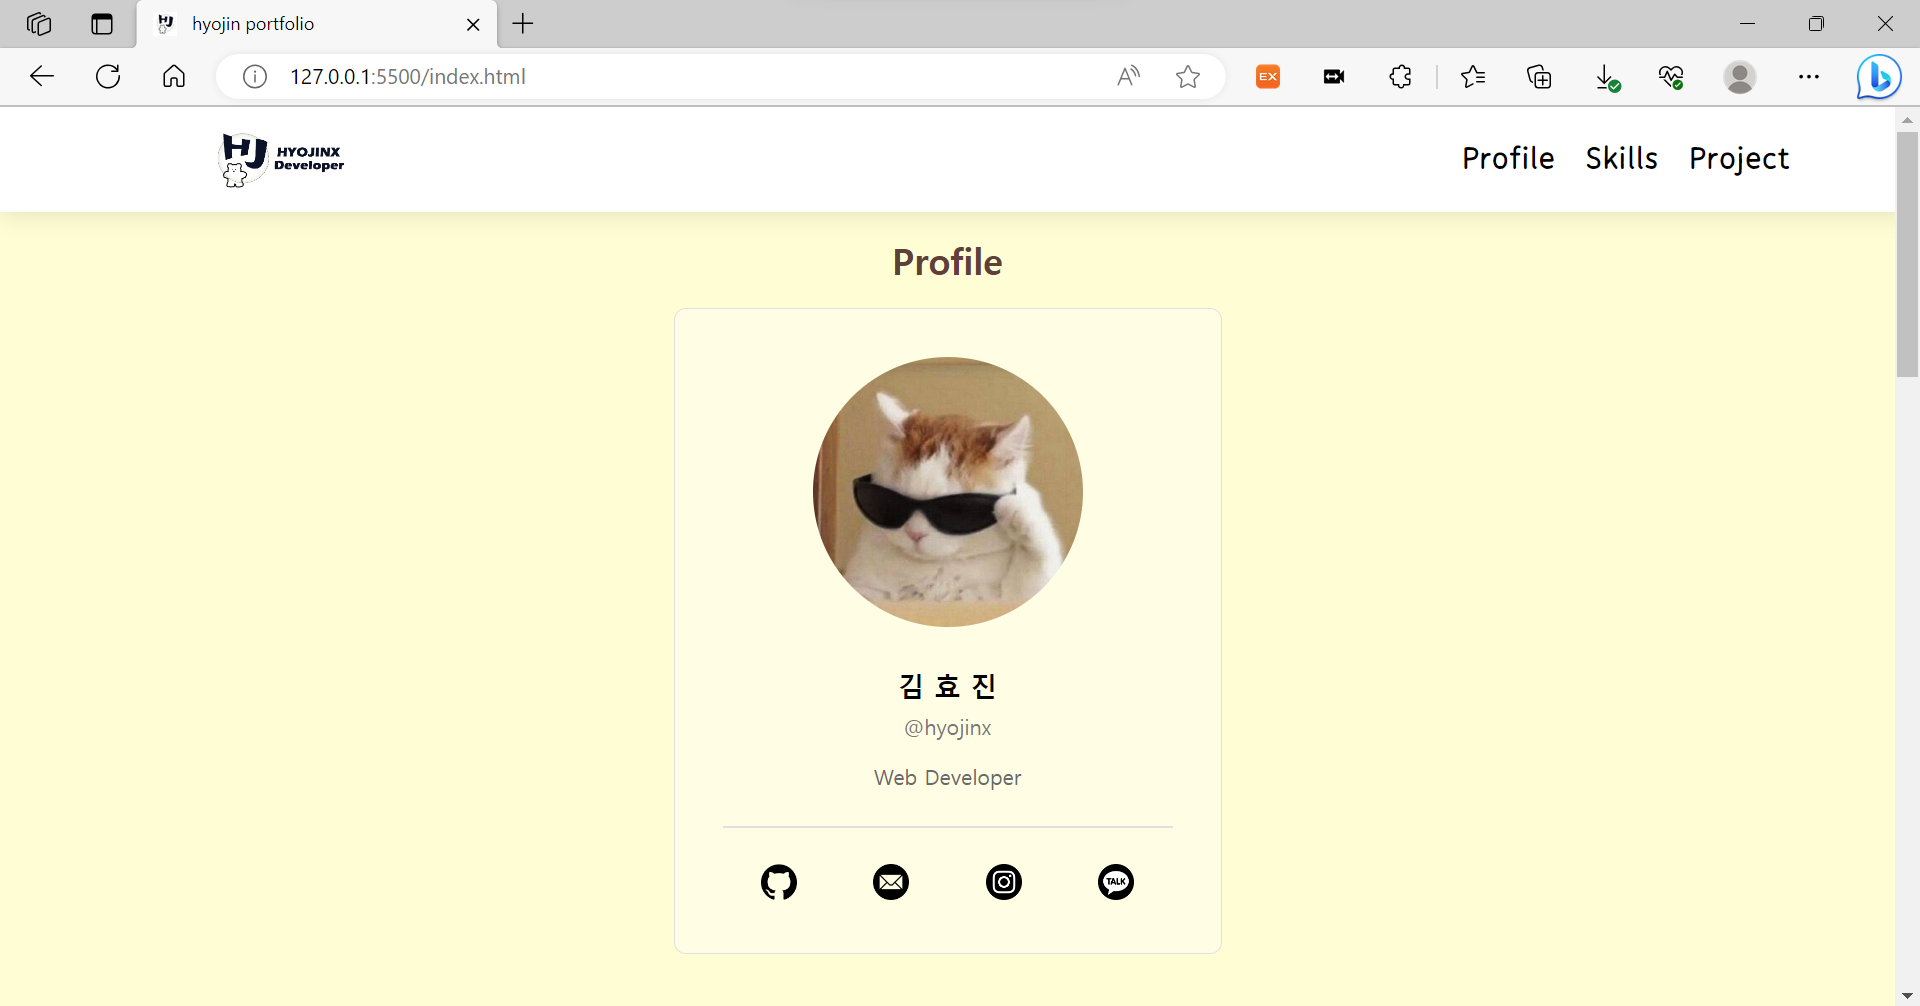 hyojin portfolio
127.0.0.1:5500/index.html
A
EX
b
HJ
HYOJINX
Developer
Profile Skills Project
Profile
김 효 진
@hyojinx
Web Developer
TALK